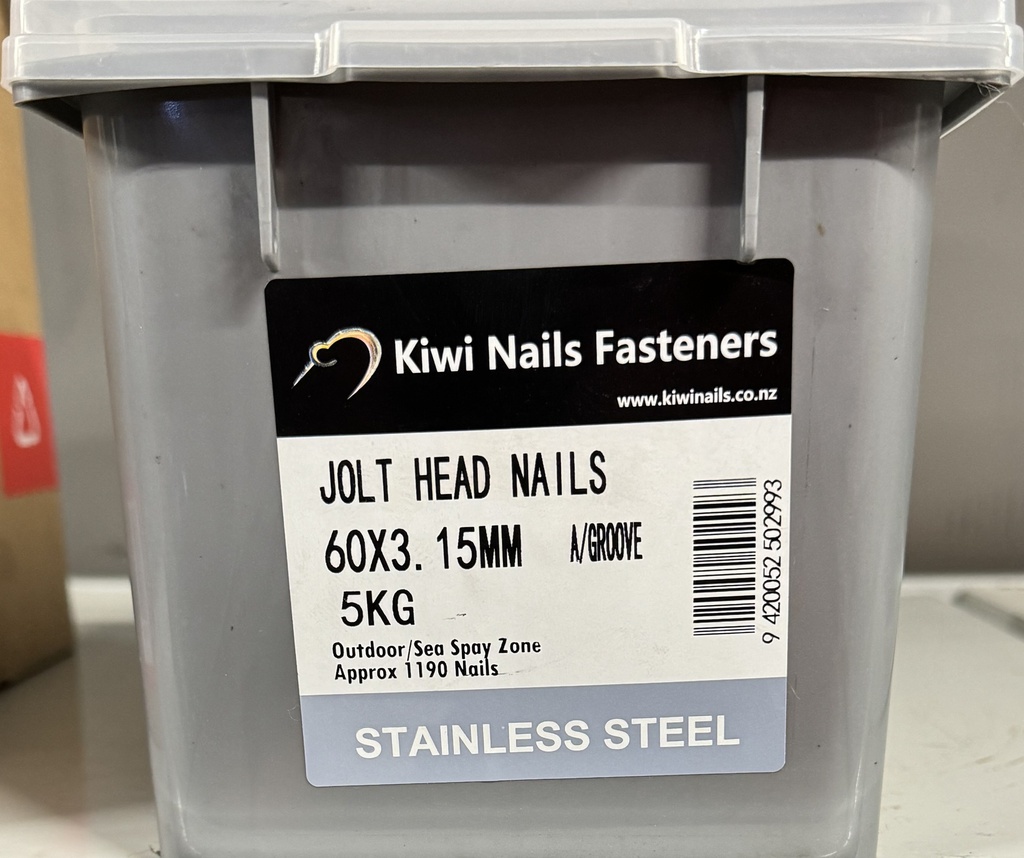 Kiwi Nails Fasteners
www.kiwinails.co.nz
JOLT HEAD NAILS
60X3.15MM A/GROOVE
5KG
Outdoor/Sea Spay Zone
Approx 1190 Nails
9 420052 502993
STAINLESS STEEL